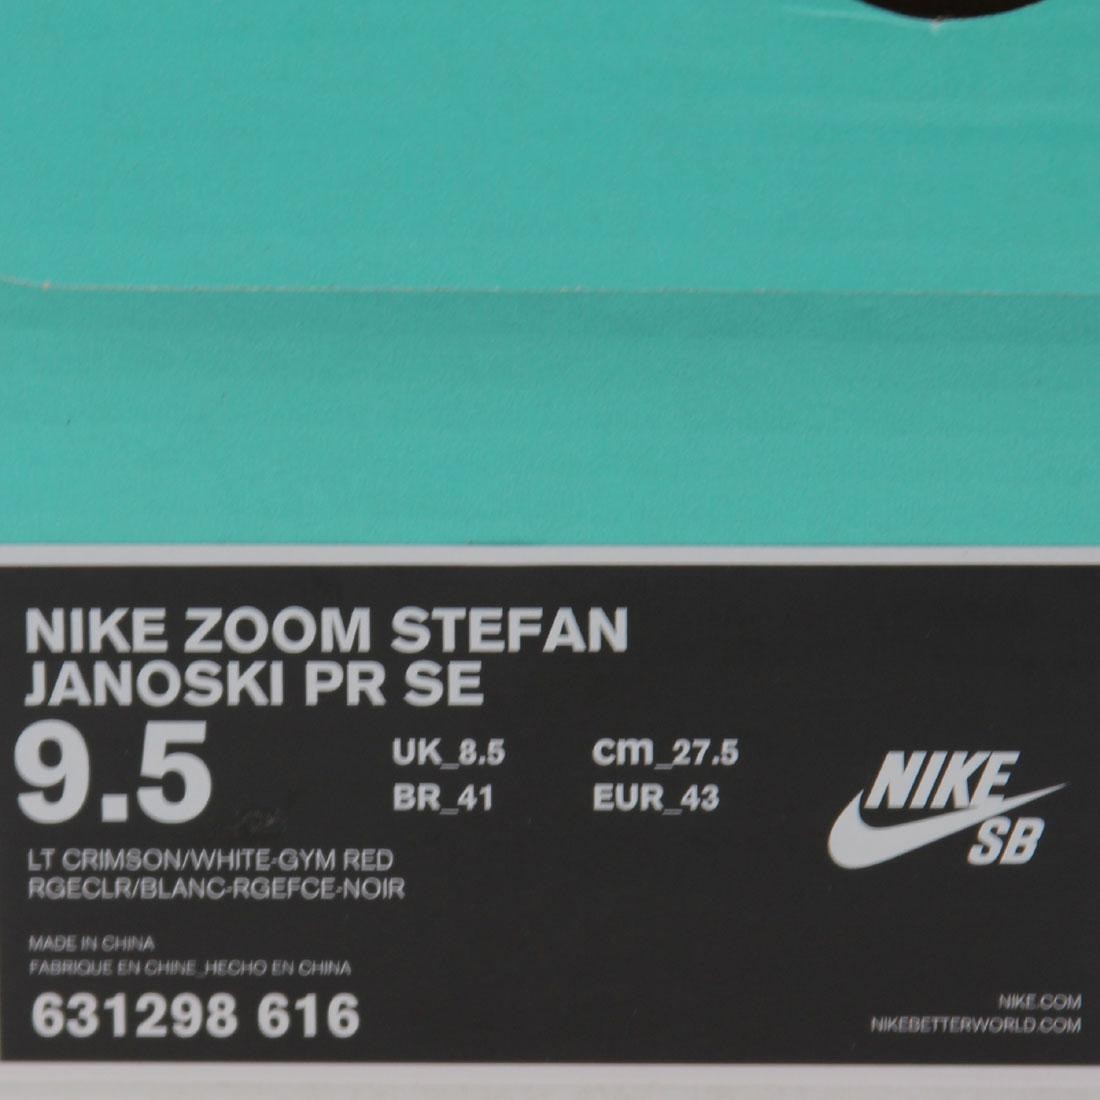 NIKE ZOOM STEFAN
JANOSKI PR SE
9.5
UK_8.5
cm_27.5
BR_41
EUR_43
NIKE
SB
LT CRIMSON/WHITE-GYM RED
RGECLR/BLANC-RGEFCE-NOIR
MADE IN CHINA
FABRIQUE EN CHINE_HECHO EN CHINA
631298 616
NIKE.COM
NIKEBETTERWORLD.COM